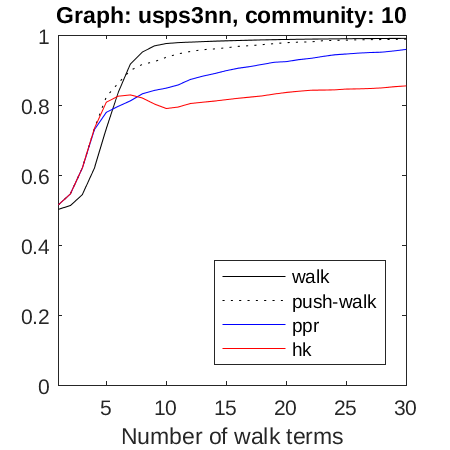 Graph: usps3nn, community: 10
1
0.8
0.6
0.4
0.2
0
walk
push-walk
ppr
hk
5 10 15 20 25 30
Number of walk terms